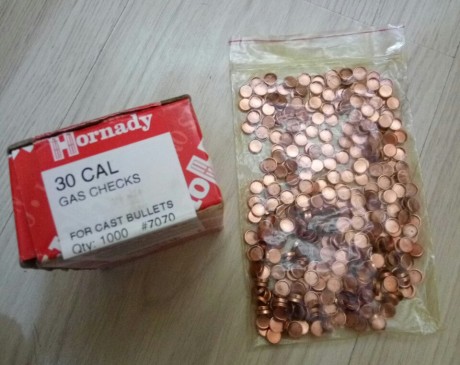 Hornady
30 CAL
GAS CHECKS
FOR CAST BULLETS
Qty: 1000 #7070